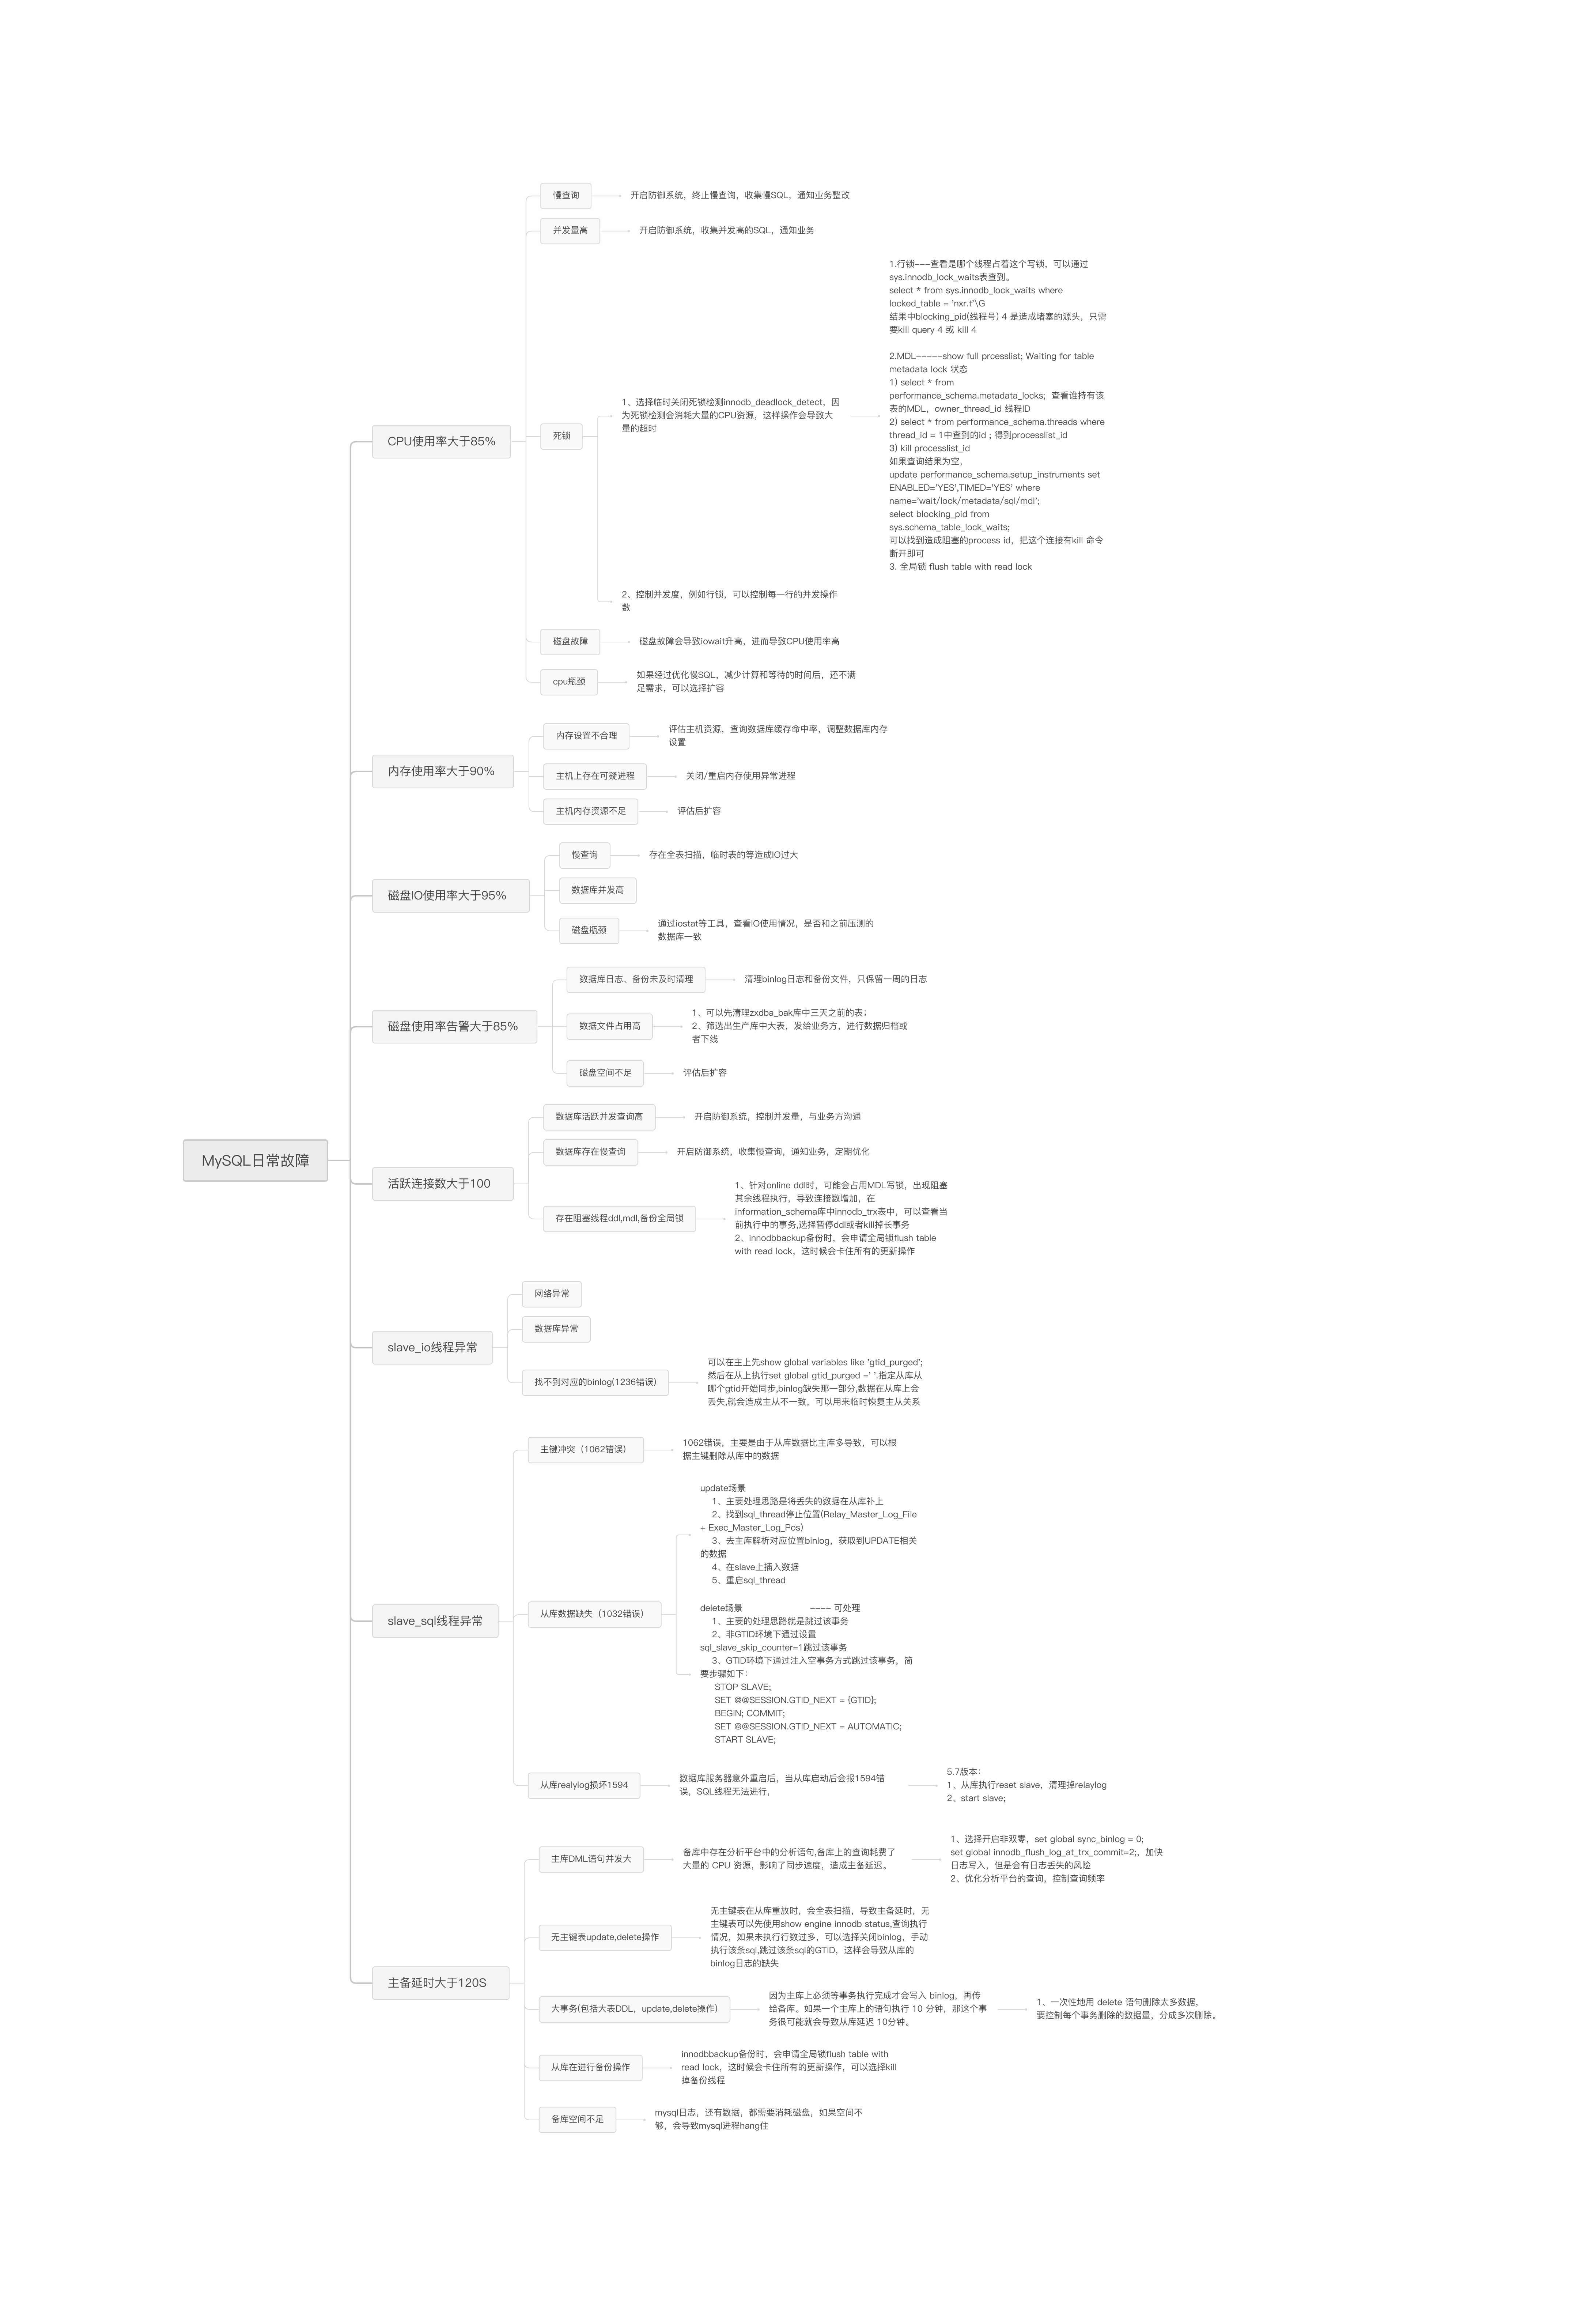 MySQL日常故障
CPU使用率大于85%
慢查询
开启防御系统，终止慢查询，收集慢SQL，通知业务整改
并发量高
开启防御系统，收集并发高的SQL，通知业务
死锁
1、选择临时关闭死锁检测innodb_deadlock_detect，因
为死锁检测会消耗大量的CPU资源，这样操作会导致大
量的超时
1.行锁---查看是哪个线程占着这个写锁，可以通过
sys.innodb_lock_waits表查到。
select * from sys.innodb_lock_waits where
locked_table = 'nxr.t'\G
结果中blocking_pid(线程号) 4 是造成堵塞的源头，只需
要kill query 4 或 kill 4
2.MDL-----show full prcesslist; Waiting for table
metadata lock 状态
1) select * from
performance_schema.metadata_locks; 查看谁持有该
表的MDL，owner_thread_id 线程ID
2) select * from performance_schema.threads where
thread_id = 1中查到的id ; 得到processlist_id
3) kill processlist_id
如果查询结果为空，
update performance_schema.setup_instruments set
ENABLED='YES',TIMED='YES' where
name='wait/lock/metadata/sql/mdl';
select blocking_pid from
sys.schema_table_lock_waits;
可以找到造成阻塞的process id，把这个连接有kill 命令
断开即可
3. 全局锁 flush table with read lock
2、控制并发度，例如行锁，可以控制每一行的并发操作
数
磁盘故障
磁盘故障会导致iowait升高，进而导致CPU使用率高
cpu瓶颈
如果经过优化慢SQL，减少计算和等待的时间后，还不满
足需求，可以选择扩容
内存使用率大于90%
内存设置不合理
评估主机资源，查询数据库缓存命中率，调整数据库内存
设置
主机上存在可疑进程
关闭/重启内存使用异常进程
主机内存资源不足
评估后扩容
磁盘IO使用率大于95%
慢查询
存在全表扫描，临时表的等造成IO过大
数据库并发高
磁盘瓶颈
通过iostat等工具，查看IO使用情况，是否和之前压测的
数据库一致
磁盘使用率告警大于85%
数据库日志、备份未及时清理
清理binlog日志和备份文件，只保留一周的日志
数据文件占用高
1、可以先清理zxdba_bak库中三天之前的表；
2、筛选出生产库中大表，发给业务方，进行数据归档或
者下线
磁盘空间不足
评估后扩容
活跃连接数大于100
数据库活跃并发查询高
开启防御系统，控制并发量，与业务方沟通
数据库存在慢查询
开启防御系统，收集慢查询，通知业务，定期优化
存在阻塞线程ddl,mdl,备份全局锁
1、针对online ddl时，可能会占用MDL写锁，出现阻塞
其余线程执行，导致连接数增加，在
information_schema库中innodb_trx表中，可以查看当
前执行中的事务,选择暂停ddl或者kill掉长事务
2、innodbbackup备份时，会申请全局锁flush table
with read lock，这时候会卡住所有的更新操作
slave_io线程异常
网络异常
数据库异常
找不到对应的binlog(1236错误)
可以在主上先show global variables like 'gtid_purged';
然后在从上执行set global gtid_purged =' '.指定从库从
哪个gtid开始同步,binlog缺失那一部分,数据在从库上会
丢失,就会造成主从不一致，可以用来临时恢复主从关系
slave_sql线程异常
主键冲突（1062错误）
1062错误，主要是由于从库数据比主库多导致，可以根
据主键删除从库中的数据
从库数据缺失（1032错误）
update场景
1、主要处理思路是将丢失的数据在从库补上
2、找到sql_thread停止位置(Relay_Master_Log_File
+ Exec_Master_Log_Pos)
3、去主库解析对应位置binlog，获取到UPDATE相关
的数据
4、在slave上插入数据
5、重启sql_thread
delete场景 ---- 可处理
1、主要的处理思路就是跳过该事务
2、非GTID环境下通过设置
sql_slave_skip_counter=1跳过该事务
3、GTID环境下通过注入空事务方式跳过该事务，简
要步骤如下：
STOP SLAVE;
SET @@SESSION.GTID_NEXT = {GTID};
BEGIN; COMMIT;
SET @@SESSION.GTID_NEXT = AUTOMATIC;
START SLAVE;
从库realylog损坏1594
数据库服务器意外重启后，当从库启动后会报1594错
误，SQL线程无法进行，
5.7版本：
1、从库执行reset slave，清理掉relaylog
2、start slave;
主备延时大于120S
主库DML语句并发大
备库中存在分析平台中的分析语句,备库上的查询耗费了
大量的 CPU 资源，影响了同步速度，造成主备延迟。
1、选择开启非双零，set global sync_binlog = 0;
set global innodb_flush_log_at_trx_commit=2;，加快
日志写入，但是会有日志丢失的风险
2、优化分析平台的查询，控制查询频率
无主键表update,delete操作
无主键表在从库重放时，会全表扫描，导致主备延时，无
主键表可以先使用show engine innodb status,查询执行
情况，如果未执行行数过多，可以选择关闭binlog，手动
执行该条sql,跳过该条sql的GTID，这样会导致从库的
binlog日志的缺失
大事务(包括大表DDL，update,delete操作)
因为主库上必须等事务执行完成才会写入 binlog，再传
给备库。如果一个主库上的语句执行 10 分钟，那这个事
务很可能就会导致从库延迟 10分钟。
1、一次性地用 delete 语句删除太多数据，
要控制每个事务删除的数据量，分成多次删除。
从库在进行备份操作
innodbbackup备份时，会申请全局锁flush table with
read lock，这时候会卡住所有的更新操作，可以选择kill
掉备份线程
备库空间不足
mysql日志，还有数据，都需要消耗磁盘，如果空间不
够，会导致mysql进程hang住